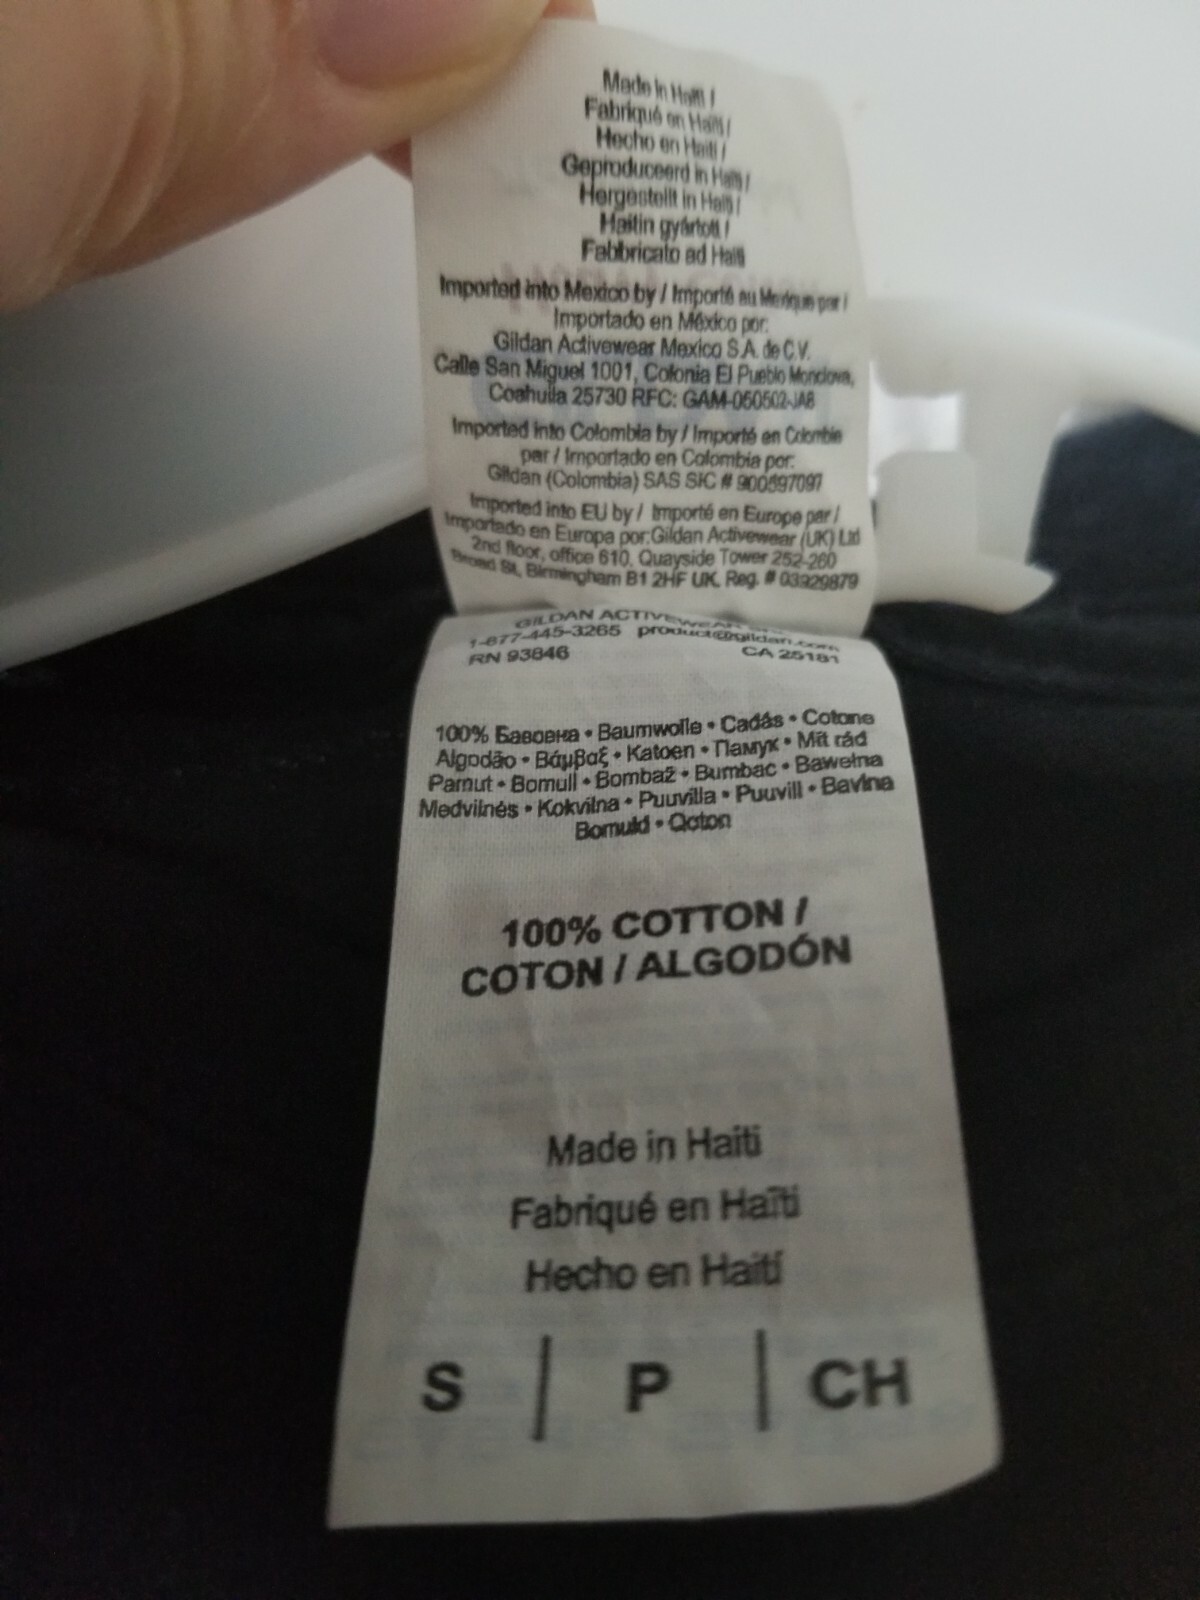 Made in Haiti /
Fabriqué en Haïti /
Hecho en Haití /
Geproduceerd in Haïti /
Hergestellt in Haiti /
Haitin gyártott /
Fabbricato ad Haiti
Imported into Mexico by / Importé au Mexique par /
Importado en México por:
Gildan Activewear Mexico S.A. de C.V.
Calle San Miguel 1001, Colonia El Pueblo Monclova,
Coahuila 25730 RFC: GAM-050502-JA8
Imported into Colombia by / Importé en Colombie
par / Importado en Colombia por:
Gildan (Colombia) SAS SIC # 900597097
Imported into EU by / Importé en Europe par /
Importado en Europa por:Gildan Activewear (UK) Ltd
2nd floor, office 610, Quayside Tower 252-260
Broad St, Birmingham B1 2HF UK, Reg. # 03929879
GILDAN ACTIVEWEAR
1-877-445-3265 product@gildan.com
RN 93846 CA 25181
100% Бавовна • Baumwolle • Cadás • Cotone
Algodão • Βάμβαξ • Katoen • Памук • Mit rád
Pamut • Bomull • Bombaž • Bumbac • Bawełna
Medvilnės • Kokvilna • Puuvilla • Puuvill • Bavlna
Bomuld • Qoton
100% COTTON /
COTON / ALGODÓN
Made in Haiti
Fabriqué en Haïti
Hecho en Haití
S | P | CH